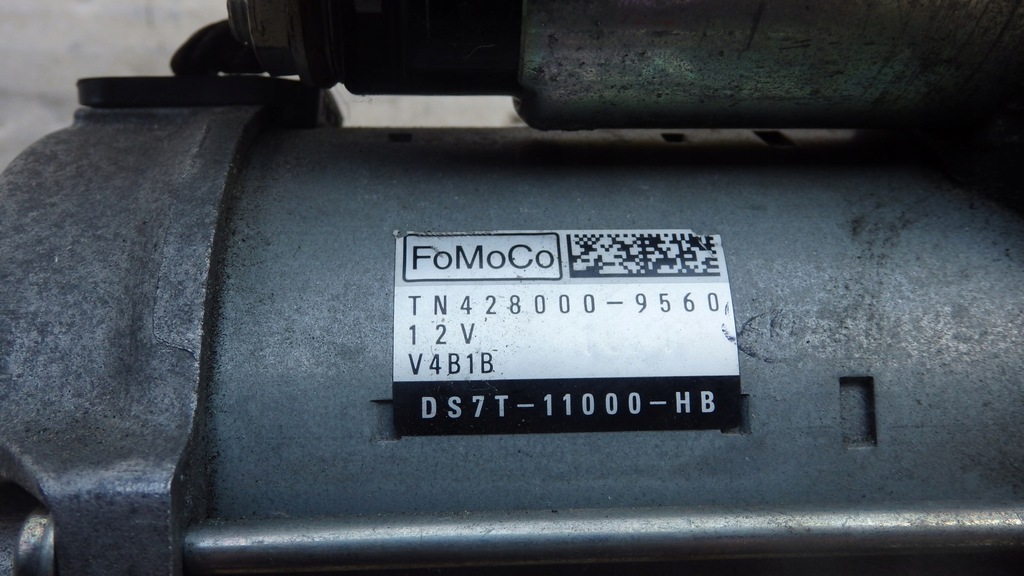 FoMoCo
TN428000-9560
12V
V4B1B
DS7T-11000-HB